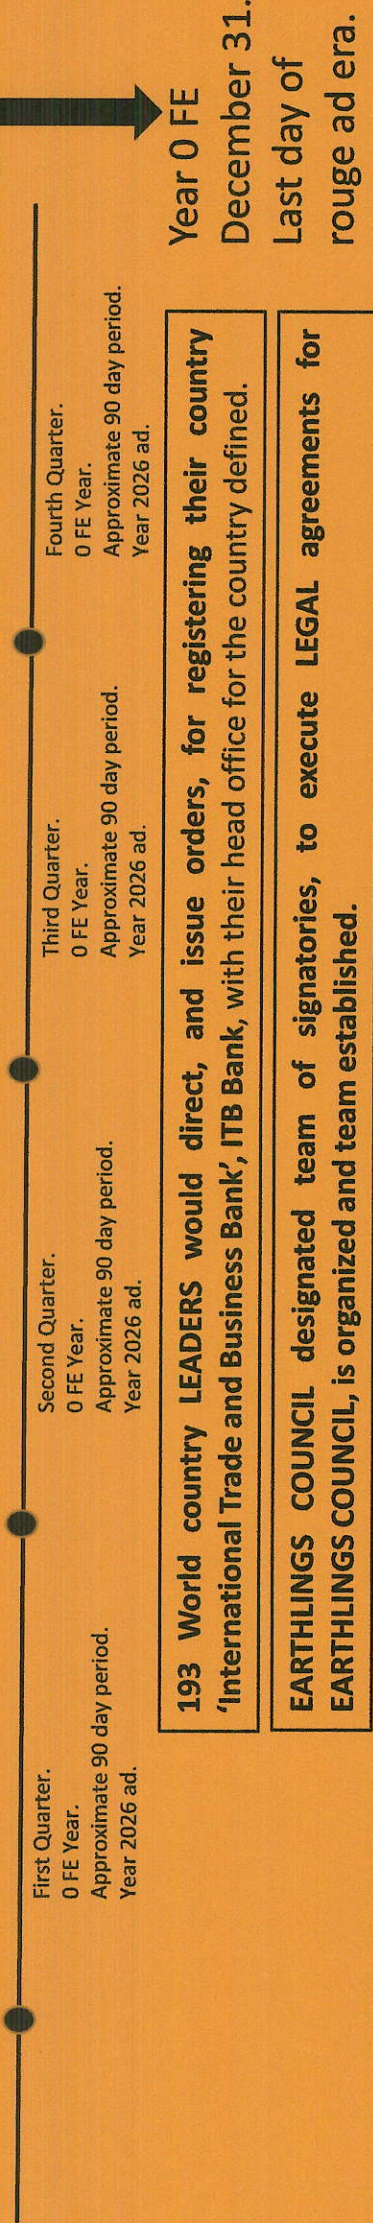 First Quarter.
0 FE Year.
Approximate 90 day period.
Year 2026 ad.
Second Quarter.
0 FE Year.
Approximate 90 day period.
Year 2026 ad.
Third Quarter.
0 FE Year.
Approximate 90 day period.
Year 2026 ad.
Fourth Quarter.
0 FE Year.
Approximate 90 day period.
Year 2026 ad.
Year 0 FE
December 31.
Last day of
rouge ad era.
193 World country LEADERS would direct, and issue orders, for registering their country
‘International Trade and Business Bank’, ITB Bank, with their head office for the country defined.
EARTHLINGS COUNCIL designated team of signatories, to execute LEGAL agreements for
EARTHLINGS COUNCIL, is organized and team established.